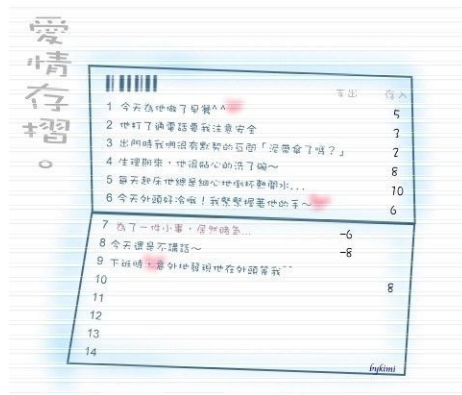 愛情存摺。
支出 存入
1 今天為他做了早餐^^ 5
2 他打了通電話要我注意安全 3
3 出門時我們很有默契的互問「泥帶傘了嗎?」 2
4 生理期來,他很貼心的洗了碗~ 8
5 每天起床他總是細心地倒杯熱開水... 10
6 今天外頭好冷哦!我緊緊握著他的手~ 6
7 為了一件小事,居然賭氣... -6
8 今天還是不講話~ -8
9 下班時,意外地發現他在外頭等我^^ 8
10
11
12
13
14
bykimi